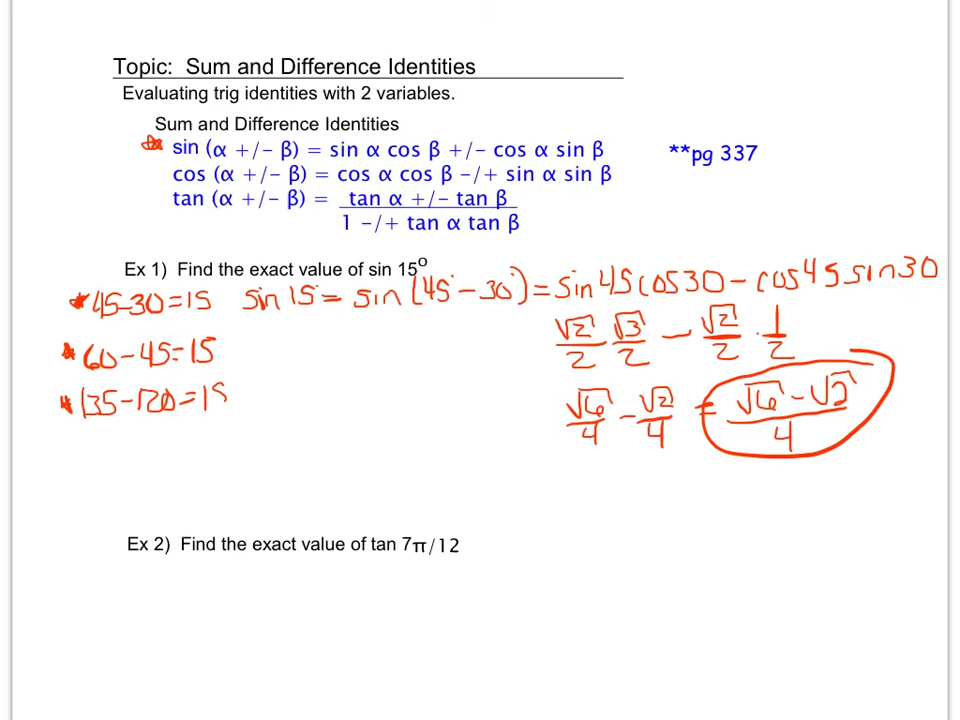 Topic: Sum and Difference Identities
Evaluating trig identities with 2 variables.
Sum and Difference Identities
sin (α +/- β) = sin α cos β +/- cos α sin β
**pg 337
cos (α +/- β) = cos α cos β -/+ sin α sin β
tan (α +/- β) = tan α +/- tan β
1 -/+ tan α tan β
Ex 1) Find the exact value of sin 15°
*45-30=15 sin 15° = sin (45° - 30°) = sin 45 cos 30 - cos 45 sin 30
√2/2 √3/2 - √2/2 · 1/2
*60-45=15
*135-120=15
√6/4 - √2/4 = √6-√2/4
Ex 2) Find the exact value of tan 7π/12